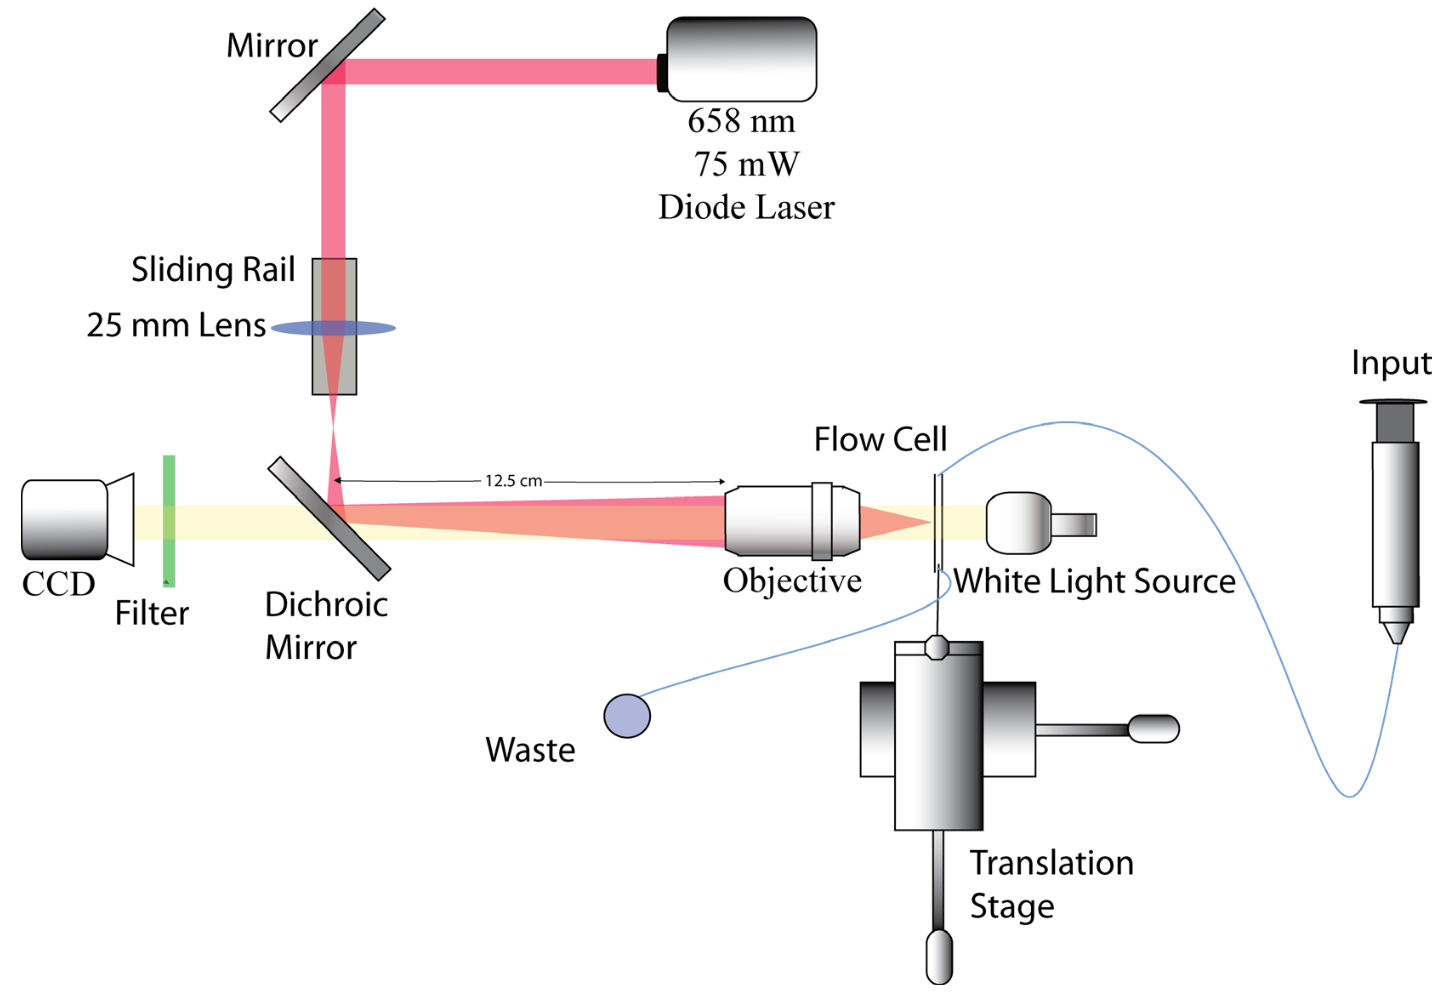 Mirror
658 nm
75 mW
Diode Laser
Sliding Rail
25 mm Lens
Input
Flow Cell
12.5 cm
CCD
Filter
Dichroic
Mirror
Objective
White Light Source
Waste
Translation
Stage